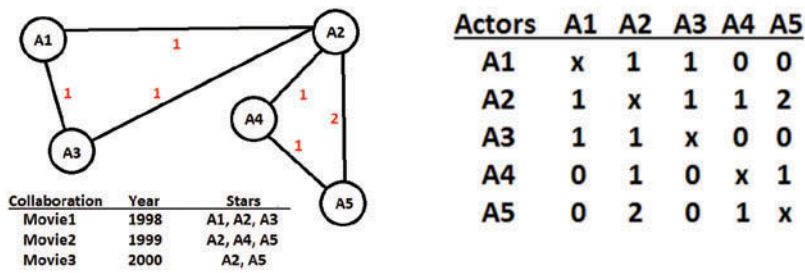 A1
A2
1
1
1
1
A4
2
1
A3
A5
Collaboration Year Stars
Movie1 1998 A1, A2, A3
Movie2 1999 A2, A4, A5
Movie3 2000 A2, A5
Actors A1 A2 A3 A4 A5
A1 x 1 1 0 0
A2 1 x 1 1 2
A3 1 1 x 0 0
A4 0 1 0 x 1
A5 0 2 0 1 x